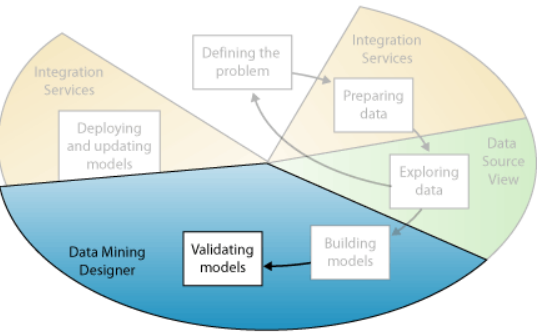 Defining the
problem
Integration
Services
Preparing
data
Data
Source
View
Exploring
data
Building
models
Validating
models
Data Mining
Designer
Deploying
and updating
models
Integration
Services